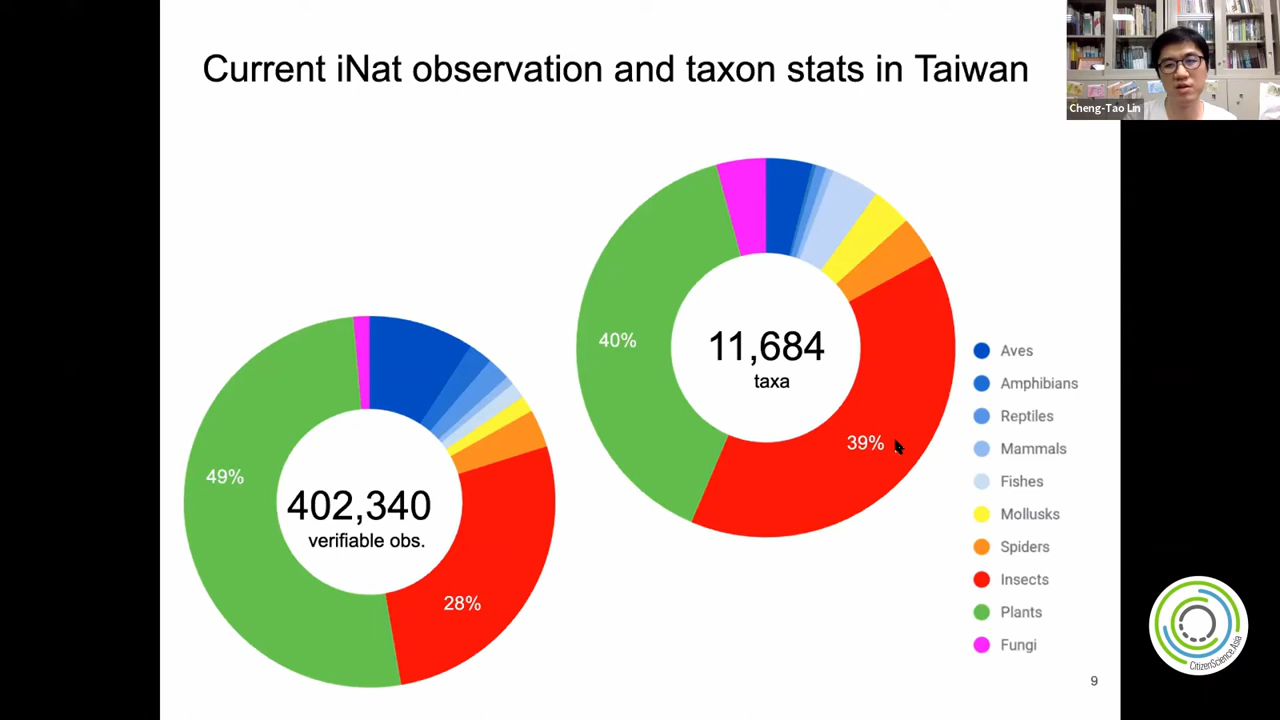 Current iNat observation and taxon stats in Taiwan
Cheng-Tao Lin
40%
11,684
taxa
39%
49%
402,340
verifiable obs.
28%
Aves
Amphibians
Reptiles
Mammals
Fishes
Mollusks
Spiders
Insects
Plants
Fungi
CitizenScience.Asia
9